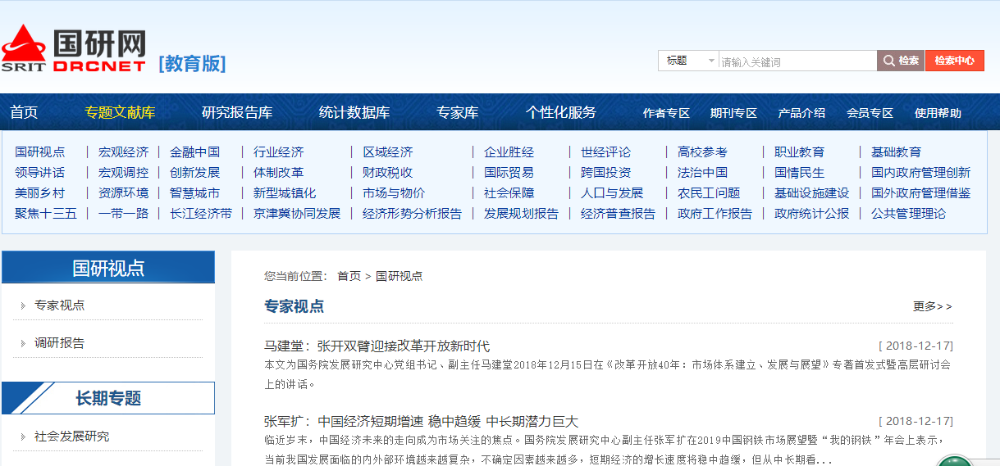 国研网
SRIT DRCNET [教育版]
标题 请输入关键词 检索 检索中心
首页 专题文献库 研究报告库 统计数据库 专家库 个性化服务 作者专区 期刊专区 产品介绍 会员专区 使用帮助
国研视点 | 宏观经济 | 金融中国 | 行业经济 | 区域经济 | 企业胜经 | 世经评论 | 高校参考 | 职业教育 | 基础教育
领导讲话 | 宏观调控 | 创新发展 | 体制改革 | 财政税收 | 国际贸易 | 跨国投资 | 法治中国 | 国情民生 | 国内政府管理创新
美丽乡村 | 资源环境 | 智慧城市 | 新型城镇化 | 市场与物价 | 社会保障 | 人口与发展 | 农民工问题 | 基础设施建设 | 国外政府管理借鉴
聚焦十三五 | 一带一路 | 长江经济带 | 京津冀协同发展 | 经济形势分析报告 | 发展规划报告 | 经济普查报告 | 政府工作报告 | 政府统计公报 | 公共管理理论
国研视点
专家视点
调研报告
长期专题
社会发展研究
您当前位置： 首页 > 国研视点
专家视点 更多>>
马建堂：张开双臂迎接改革开放新时代 [ 2018-12-17]
本文为国务院发展研究中心党组书记、副主任马建堂2018年12月15日在《改革开放40年：市场体系建立、发展与展望》专著首发式暨高层研讨会
上的讲话。
张军扩：中国经济短期增速 稳中趋缓 中长期潜力巨大 [ 2018-12-17]
临近岁末，中国经济未来的走向成为市场关注的焦点。国务院发展研究中心副主任张军扩在2019中国钢铁市场展望暨“我的钢铁”年会上表示，
当前我国发展面临的内外部环境越来越复杂，不确定因素越来越多，短期经济的增长速度将稳中趋缓，但从中长期看...